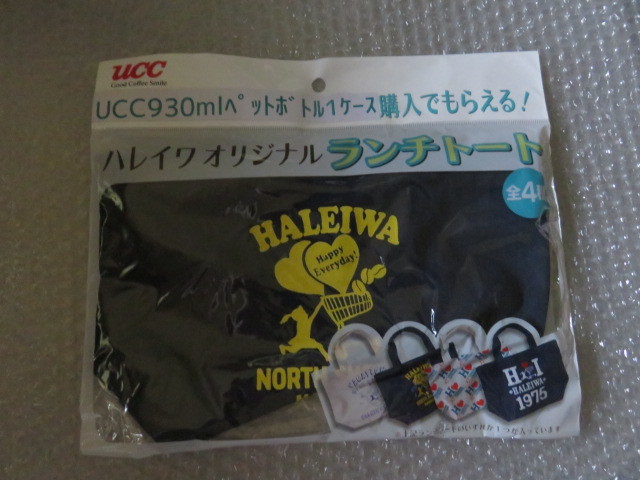 UCC
Good Coffee Smile
UCC930mlペットボトル1ケース購入でもらえる!
ハレイワ オリジナル ランチトート
全4種
HALEIWA
Happy
Everyday!
NORTH
H I
HALEIWA
1975